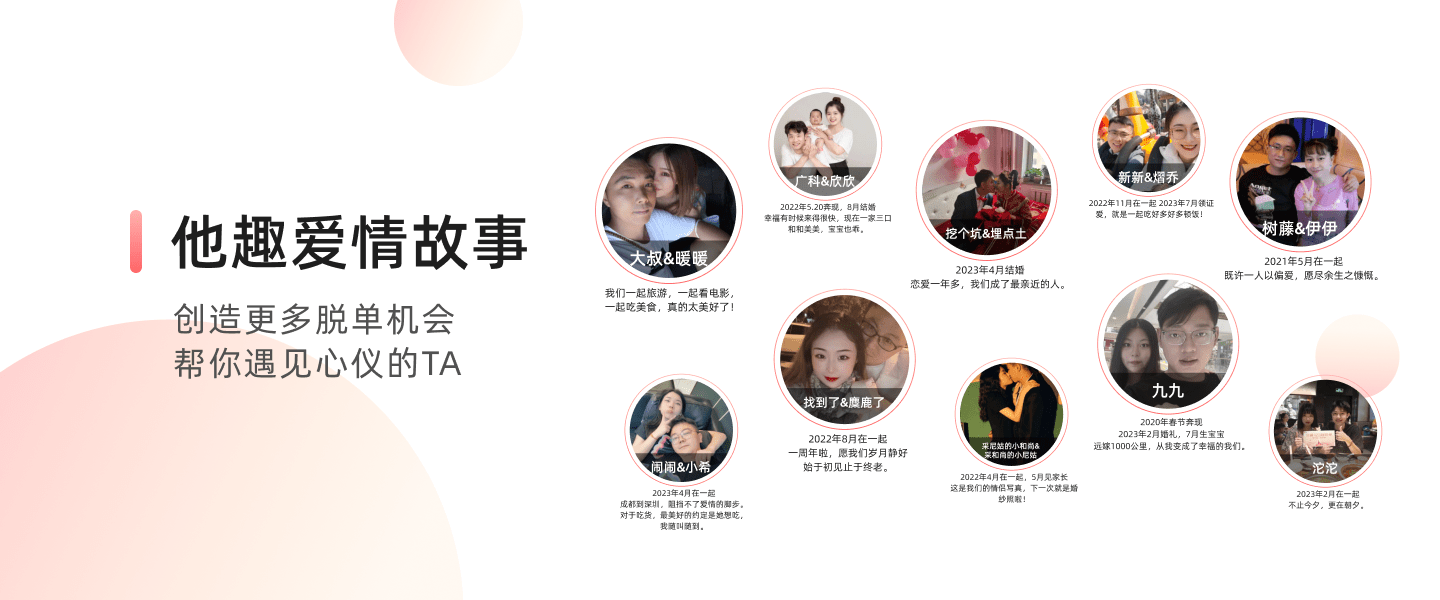 他趣爱情故事
创造更多脱单机会
帮你遇见心仪的TA
大叔&暖暖
我们一起旅游，一起看电影，
一起吃美食，真的太美好了！
广科&欣欣
2022年5.20奔现，8月结婚
幸福有时候来得很快，现在一家三口
和和美美，宝宝也乖。
挖个坑&埋点土
2023年4月结婚
恋爱一年多，我们成了最亲近的人。
新新&熠乔
2022年11月在一起 2023年7月领证
爱，就是一起吃好多好多顿饭！
树藤&伊伊
2021年5月在一起
既许一人以偏爱，愿尽余生之慷慨。
闹闹&小希
2023年4月在一起
成都到深圳，阻挡不了爱情的脚步。
对于吃货，最美好的约定是她想吃，
我随叫随到。
找到了&麋鹿了
2022年8月在一起
一周年啦，愿我们岁月静好
始于初见止于终老。
采尼姑的小和尚&
采和尚的小尼姑
2022年4月在一起，5月见家长
这是我们的情侣写真，下一次就是婚
纱照啦！
九九
2020年春节奔现
2023年2月婚礼，7月生宝宝
远嫁1000公里，从我变成了幸福的我们。
沱沱
2023年2月在一起
不止今夕，更在朝夕。